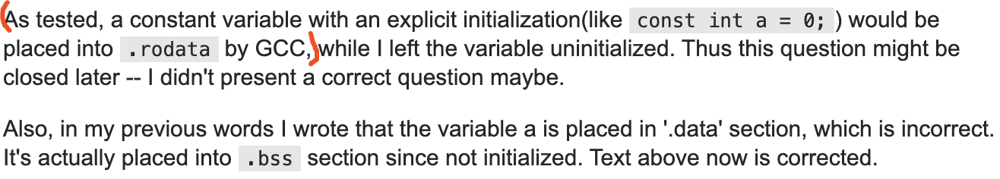 As tested, a constant variable with an explicit initialization(like const int a = 0; ) would be
placed into .rodata by GCC, while I left the variable uninitialized. Thus this question might be
closed later -- I didn't present a correct question maybe.
Also, in my previous words I wrote that the variable a is placed in '.data' section, which is incorrect.
It's actually placed into .bss section since not initialized. Text above now is corrected.